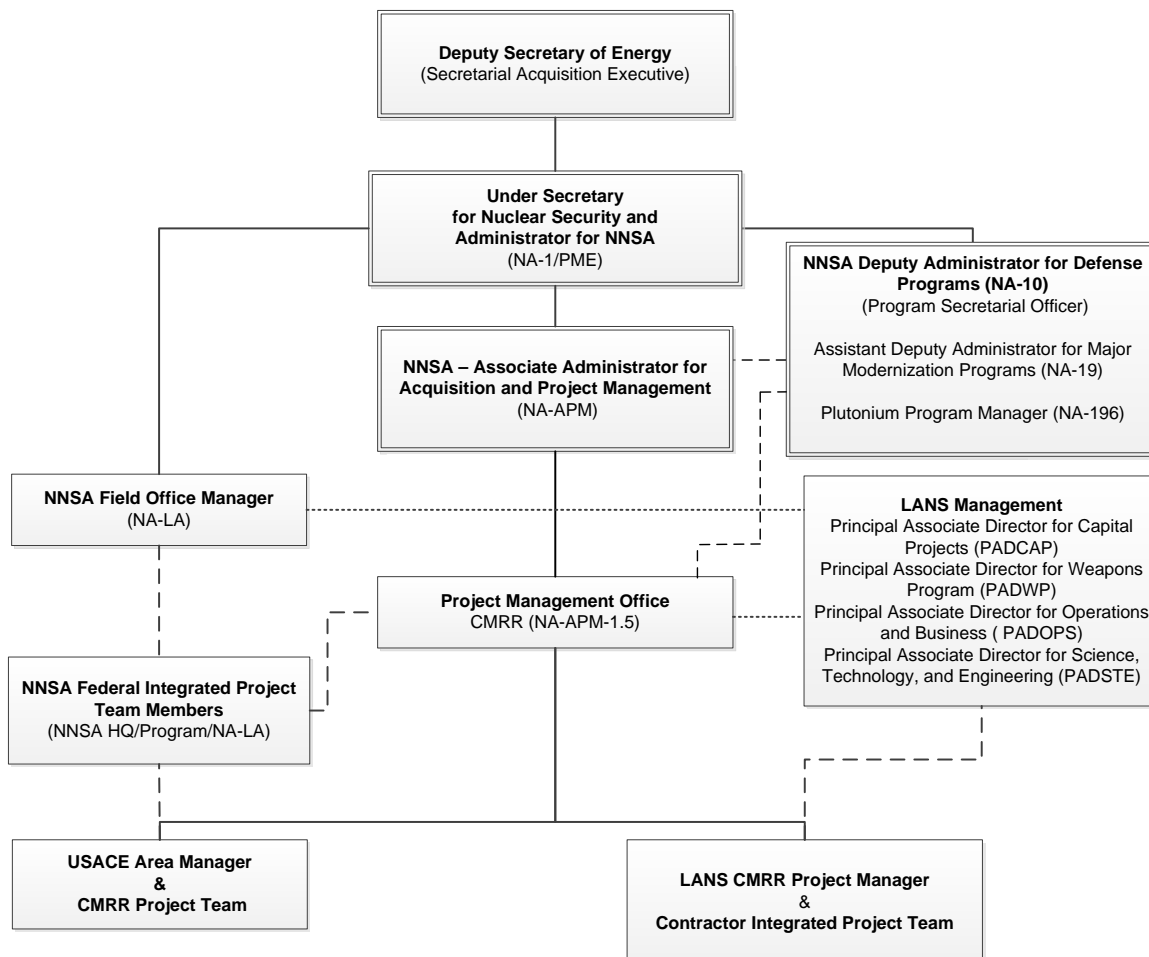 Deputy Secretary of Energy
(Secretarial Acquisition Executive)
Under Secretary
for Nuclear Security and
Administrator for NNSA
(NA-1/PME)
NNSA Deputy Administrator for Defense
Programs (NA-10)
(Program Secretarial Officer)
Assistant Deputy Administrator for Major
Modernization Programs (NA-19)
Plutonium Program Manager (NA-196)
NNSA – Associate Administrator for
Acquisition and Project Management
(NA-APM)
NNSA Field Office Manager
(NA-LA)
LANS Management
Principal Associate Director for Capital
Projects (PADCAP)
Principal Associate Director for Weapons
Program (PADWP)
Principal Associate Director for Operations
and Business ( PADOPS)
Principal Associate Director for Science,
Technology, and Engineering (PADSTE)
Project Management Office
CMRR (NA-APM-1.5)
NNSA Federal Integrated Project
Team Members
(NNSA HQ/Program/NA-LA)
USACE Area Manager
&
CMRR Project Team
LANS CMRR Project Manager
&
Contractor Integrated Project Team